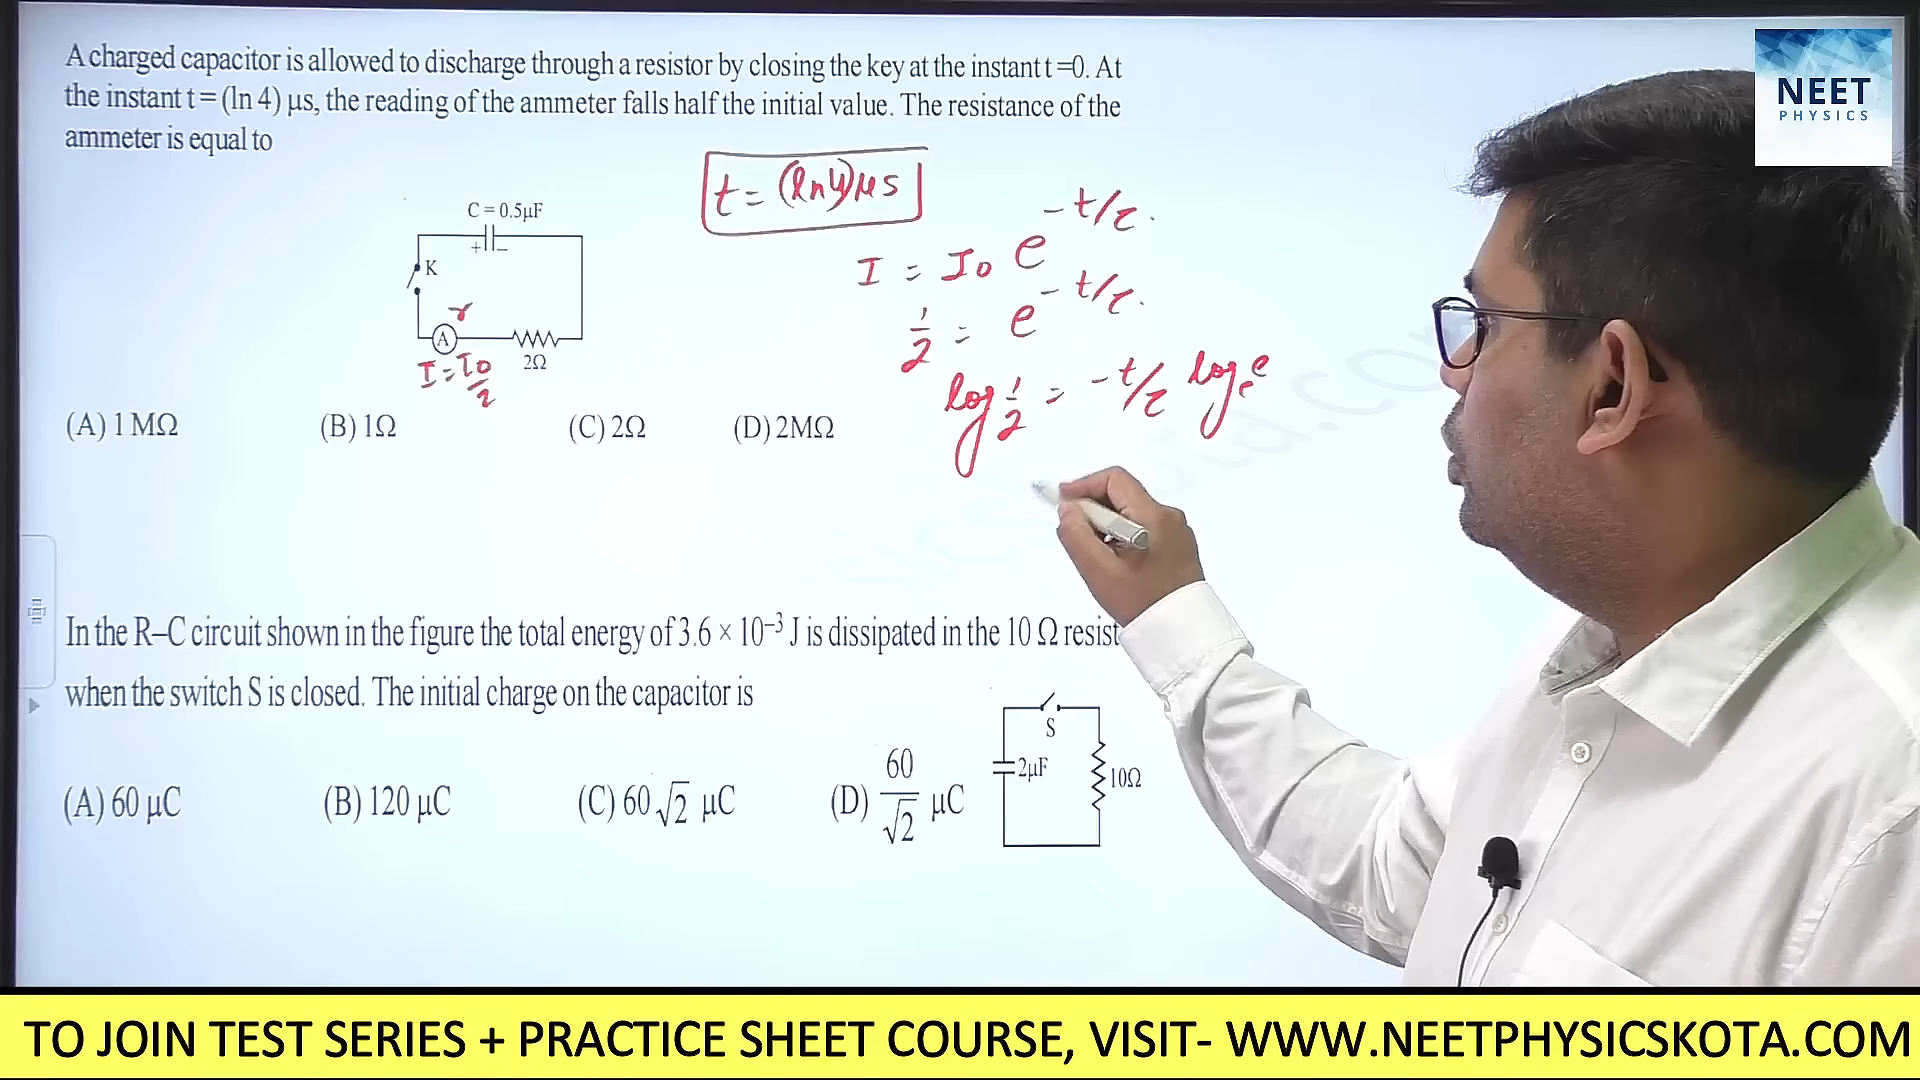 A charged capacitor is allowed to discharge through a resistor by closing the key at the instant t =0. At
the instant t = (ln 4) μs, the reading of the ammeter falls half the initial value. The resistance of the
ammeter is equal to
NEET
PHYSICS
t = (ln4)μs
C = 0.5μF
+ −
K
r
A
2Ω
I = I0/2
I = I0 e^-t/τ
1/2 = e^-t/τ
log 1/2 = -t/τ log e e
(A) 1 MΩ (B) 1Ω (C) 2Ω (D) 2MΩ
In the R–C circuit shown in the figure the total energy of 3.6 × 10⁻³ J is dissipated in the 10 Ω resist
when the switch S is closed. The initial charge on the capacitor is
S
2μF
10Ω
(A) 60 μC (B) 120 μC (C) 60√2 μC (D) 60/√2 μC
TO JOIN TEST SERIES + PRACTICE SHEET COURSE, VISIT- WWW.NEETPHYSICSKOTA.COM